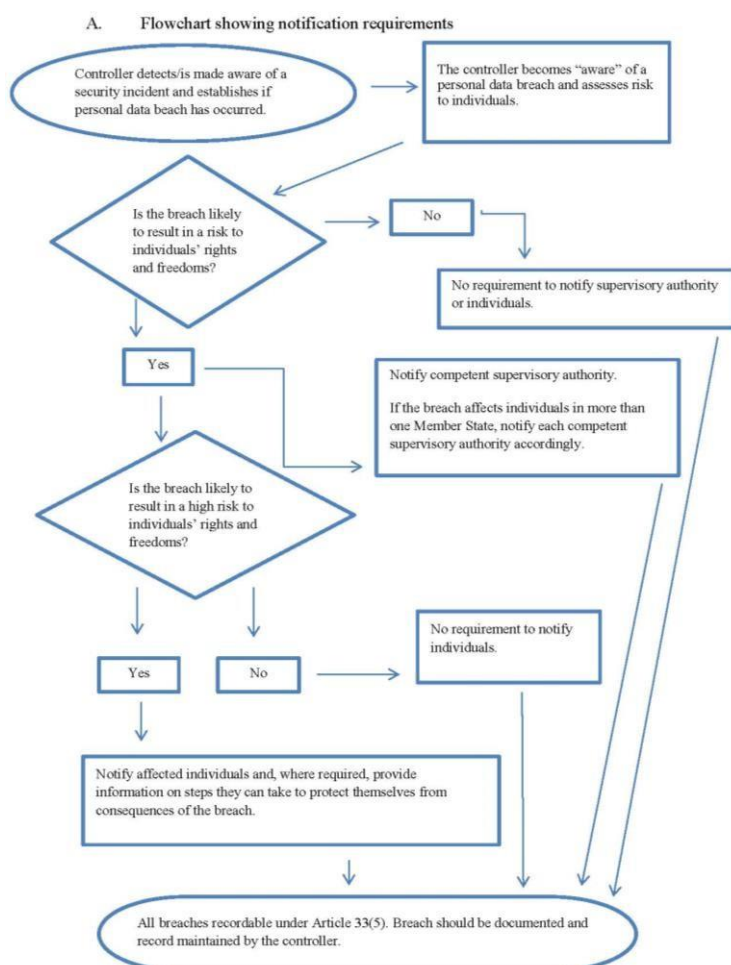 A. Flowchart showing notification requirements
Controller detects/is made aware of a
security incident and establishes if
personal data beach has occurred.
The controller becomes “aware” of a
personal data breach and assesses risk
to individuals.
Is the breach likely
to result in a risk to
individuals’ rights
and freedoms?
No
No requirement to notify supervisory authority
or individuals.
Yes
Notify competent supervisory authority.
If the breach affects individuals in more than
one Member State, notify each competent
supervisory authority accordingly.
Is the breach likely to
result in a high risk to
individuals’ rights and
freedoms?
Yes
No
No requirement to notify
individuals.
Notify affected individuals and, where required, provide
information on steps they can take to protect themselves from
consequences of the breach.
All breaches recordable under Article 33(5). Breach should be documented and
record maintained by the controller.